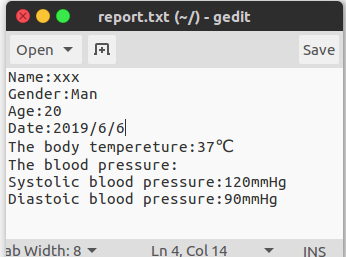 report.txt (~/) - gedit
Open
Save
Name:xxx
Gender:Man
Age:20
Date:2019/6/6
The body tempereture:37℃
The blood pressure:
Systolic blood pressure:120mmHg
Diastoic blood pressure:90mmHg
ab Width: 8
Ln 4, Col 14
INS